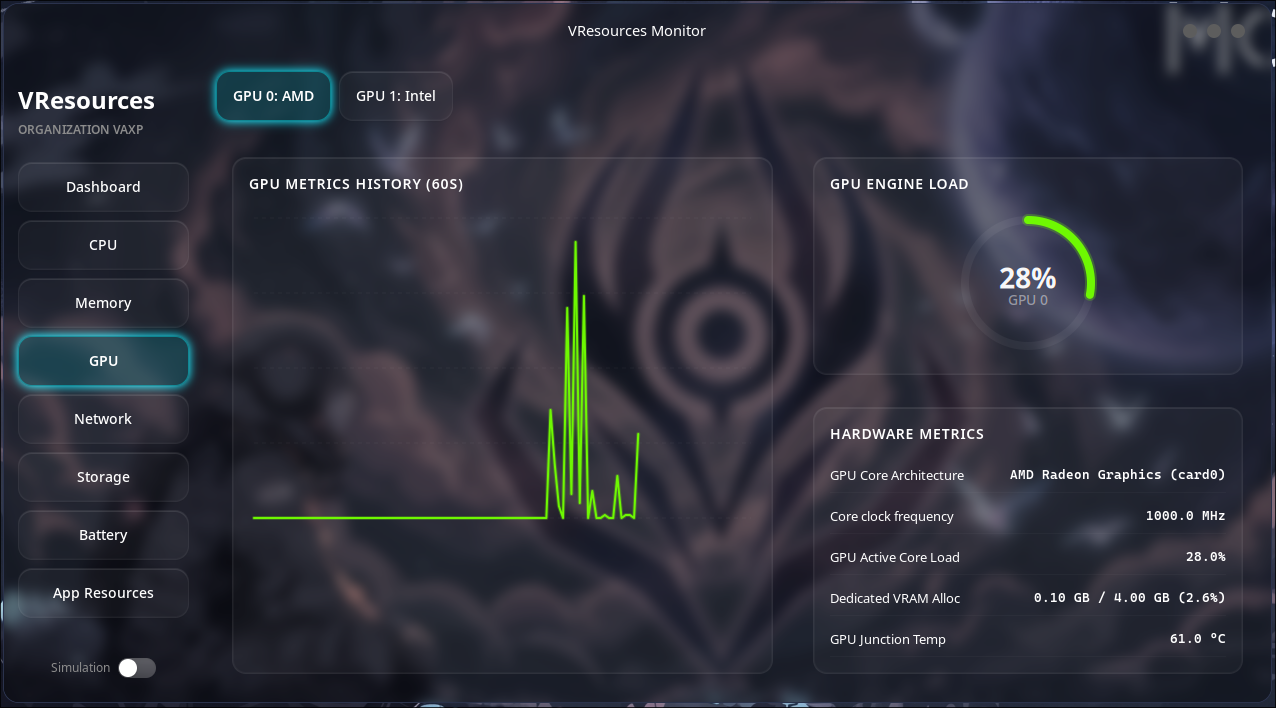 VResources Monitor
VResources
ORGANIZATION VAXP
Dashboard
CPU
Memory
GPU
Network
Storage
Battery
App Resources
Simulation
GPU 0: AMD
GPU 1: Intel
GPU METRICS HISTORY (60S)
GPU ENGINE LOAD
28%
GPU 0
HARDWARE METRICS
GPU Core Architecture AMD Radeon Graphics (card0)
Core clock frequency 1000.0 MHz
GPU Active Core Load 28.0%
Dedicated VRAM Alloc 0.10 GB / 4.00 GB (2.6%)
GPU Junction Temp 61.0 °C